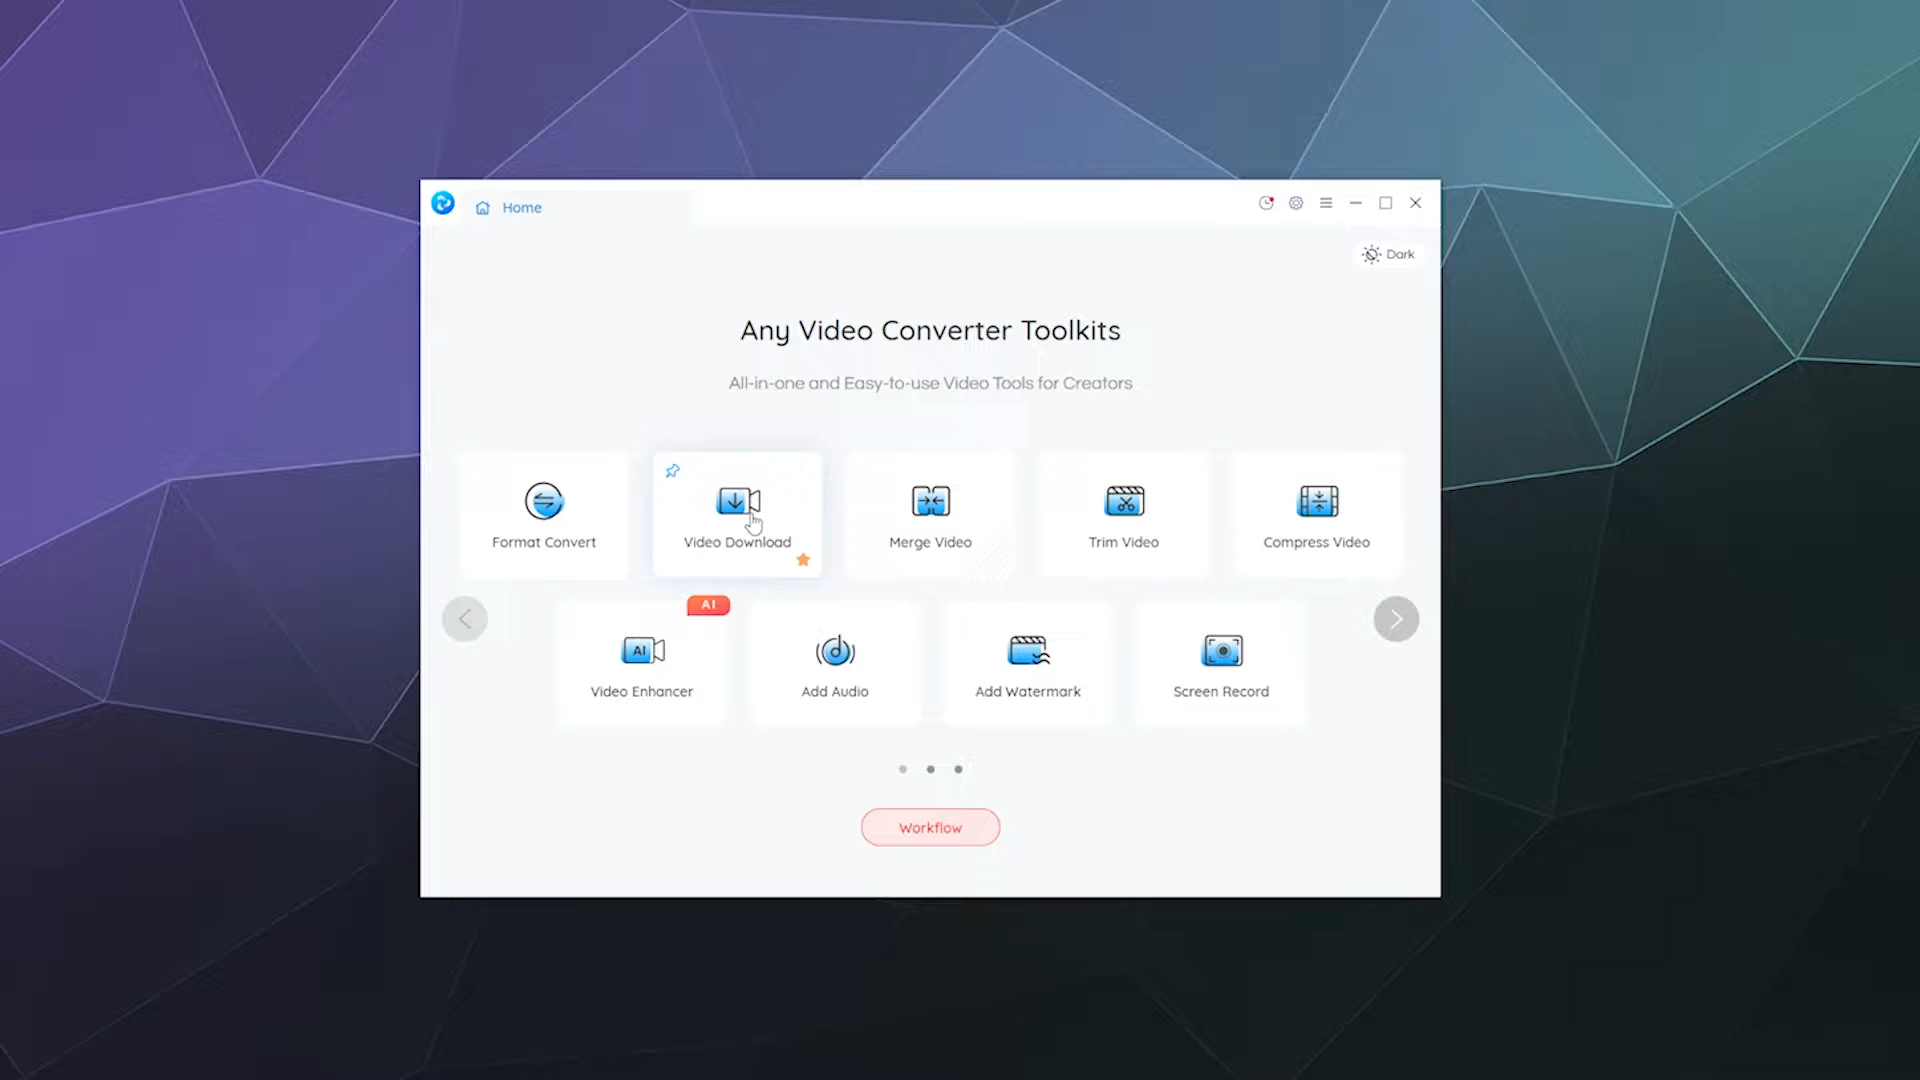 Home
Dark
Any Video Converter Toolkits
All-in-one and Easy-to-use Video Tools for Creators
Format Convert
Video Download
Merge Video
Trim Video
Compress Video
AI
AI
Video Enhancer
Add Audio
Add Watermark
Screen Record
Workflow